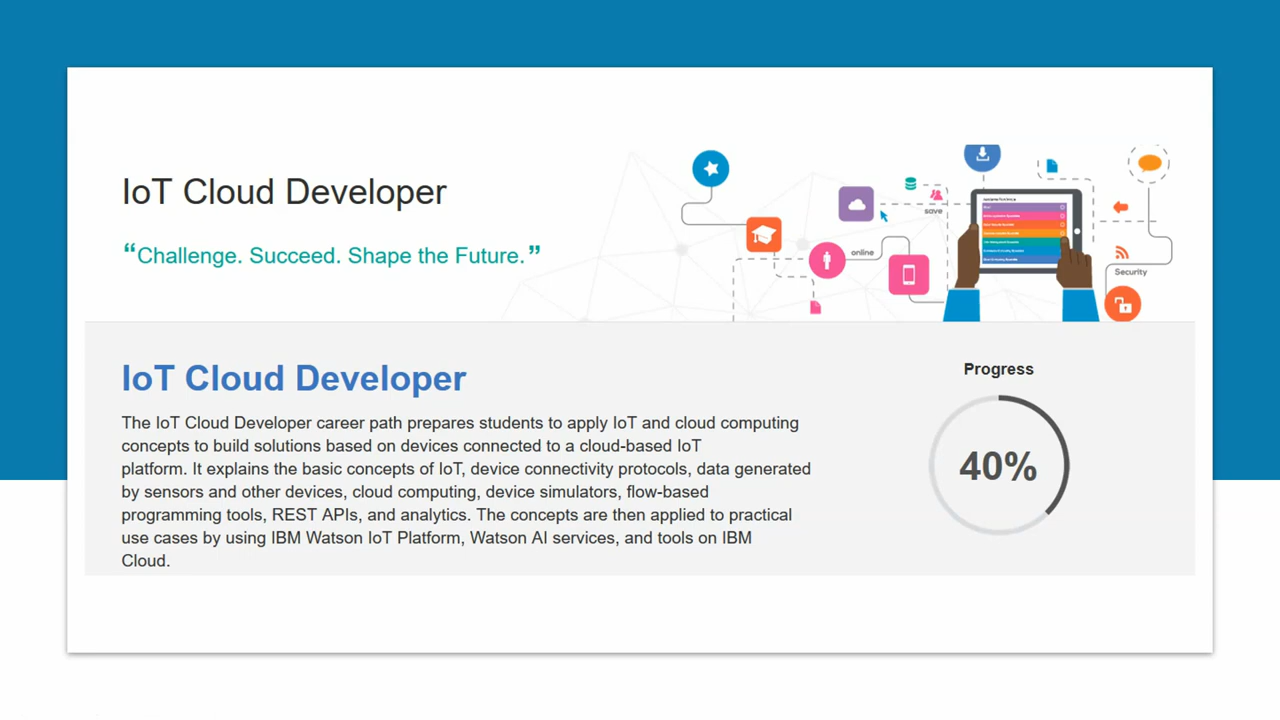 IoT Cloud Developer
“Challenge. Succeed. Shape the Future.”
save
online
Security
IoT Cloud Developer
The IoT Cloud Developer career path prepares students to apply IoT and cloud computing
concepts to build solutions based on devices connected to a cloud-based IoT
platform. It explains the basic concepts of IoT, device connectivity protocols, data generated
by sensors and other devices, cloud computing, device simulators, flow-based
programming tools, REST APIs, and analytics. The concepts are then applied to practical
use cases by using IBM Watson IoT Platform, Watson AI services, and tools on IBM
Cloud.
Progress
40%